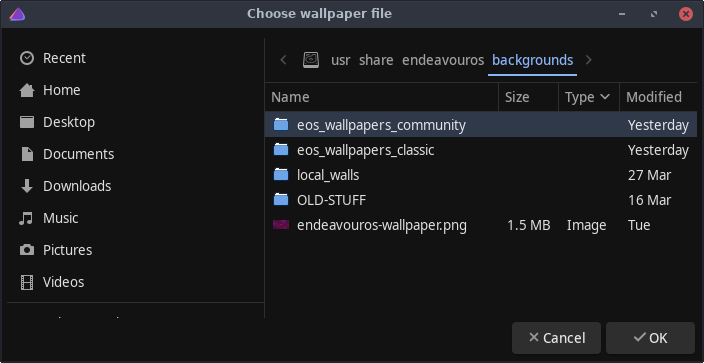 Choose wallpaper file
Recent
Home
Desktop
Documents
Downloads
Music
Pictures
Videos
usr share endeavouros backgrounds
Name Size Type Modified
eos_wallpapers_community Yesterday
eos_wallpapers_classic Yesterday
local_walls 27 Mar
OLD-STUFF 16 Mar
endeavouros-wallpaper.png 1.5 MB Image Tue
Cancel OK